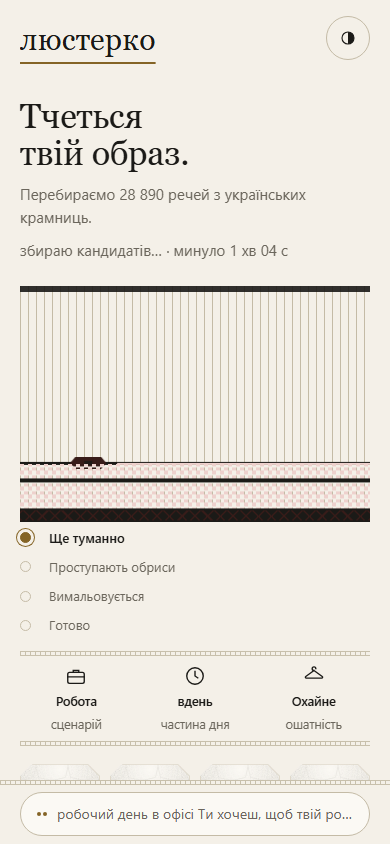 люстерко
Тчеться
твій образ.
Перебираємо 28 890 речей з українських
крамниць.
збираю кандидатів... · минуло 1 хв 04 с
Ще туманно
Проступають обриси
Вимальовується
Готово
Робота
вдень
Охайне
сценарій
частина дня
ошатність
робочий день в офісі Ти хочеш, щоб твій ро...